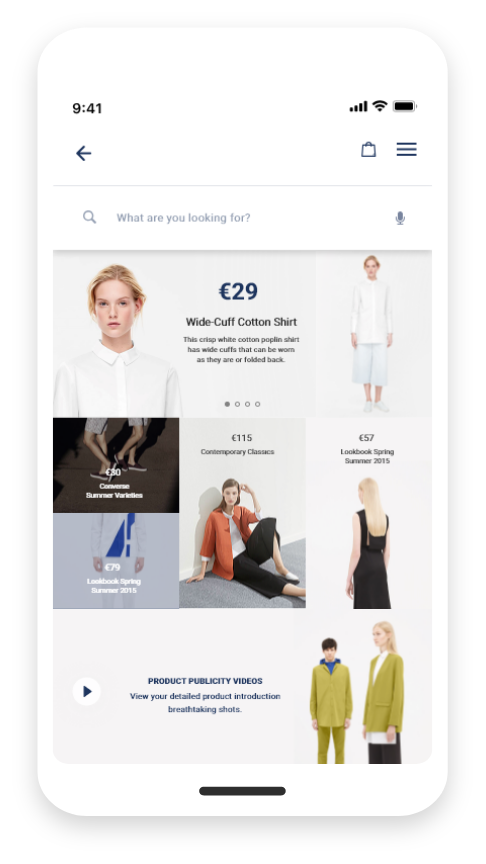 9:41
What are you looking for?
€29
Wide-Cuff Cotton Shirt
This crisp white cotton poplin shirt
has wide cuffs that can be worn
as they are or folded back.
€30
Converse
Summer Varieties
€115
Contemporary Classics
€57
Lookbook Spring
Summer 2015
€79
Lookbook Spring
Summer 2015
PRODUCT PUBLICITY VIDEOS
View your detailed product introduction
breathtaking shots.